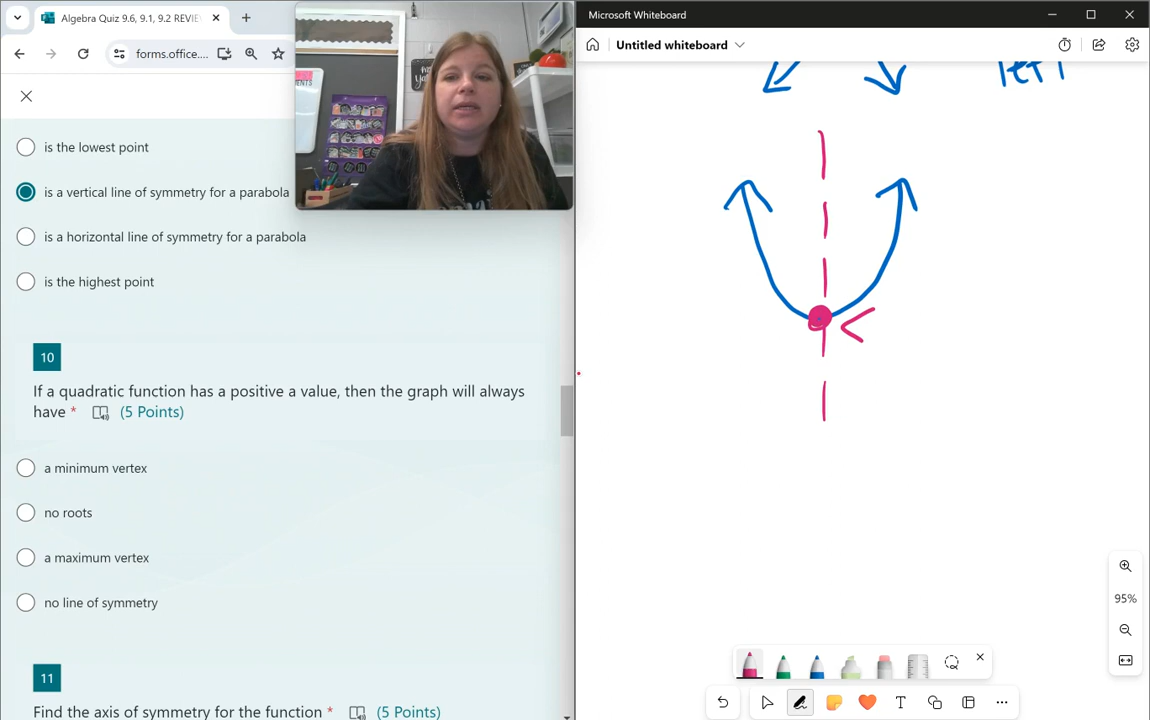 Algebra Quiz 9.6, 9.1, 9.2 REVIE
forms.office....
is the lowest point
is a vertical line of symmetry for a parabola
is a horizontal line of symmetry for a parabola
is the highest point
10
If a quadratic function has a positive a value, then the graph will always
have * (5 Points)
a minimum vertex
no roots
a maximum vertex
no line of symmetry
11
Find the axis of symmetry for the function * (5 Points)
Microsoft Whiteboard
Untitled whiteboard
left
95%